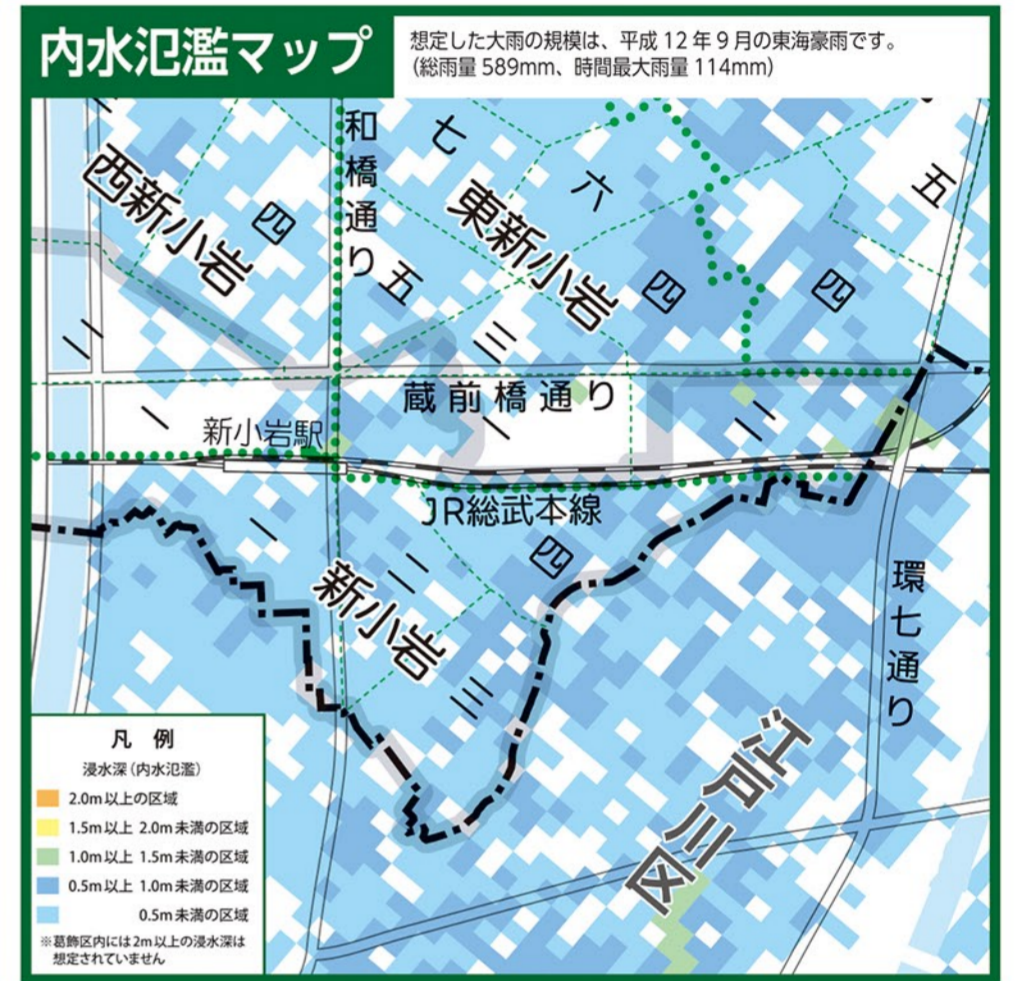 内水氾濫マップ
想定した大雨の規模は、平成12年9月の東海豪雨です。
(総雨量589mm、時間最大雨量114mm)
和橋通り
七
五
六
西新小岩
四
東新小岩
五
四
四
三
二
蔵前橋通り
一
一
二
新小岩駅
JR総武本線
一
二
四
新小岩
三
環七通り
江戸川区
凡 例
浸水深(内水氾濫)
2.0m以上の区域
1.5m以上 2.0m未満の区域
1.0m以上 1.5m未満の区域
0.5m以上 1.0m未満の区域
0.5m未満の区域
※葛飾区内には2m以上の浸水深は
想定されていません